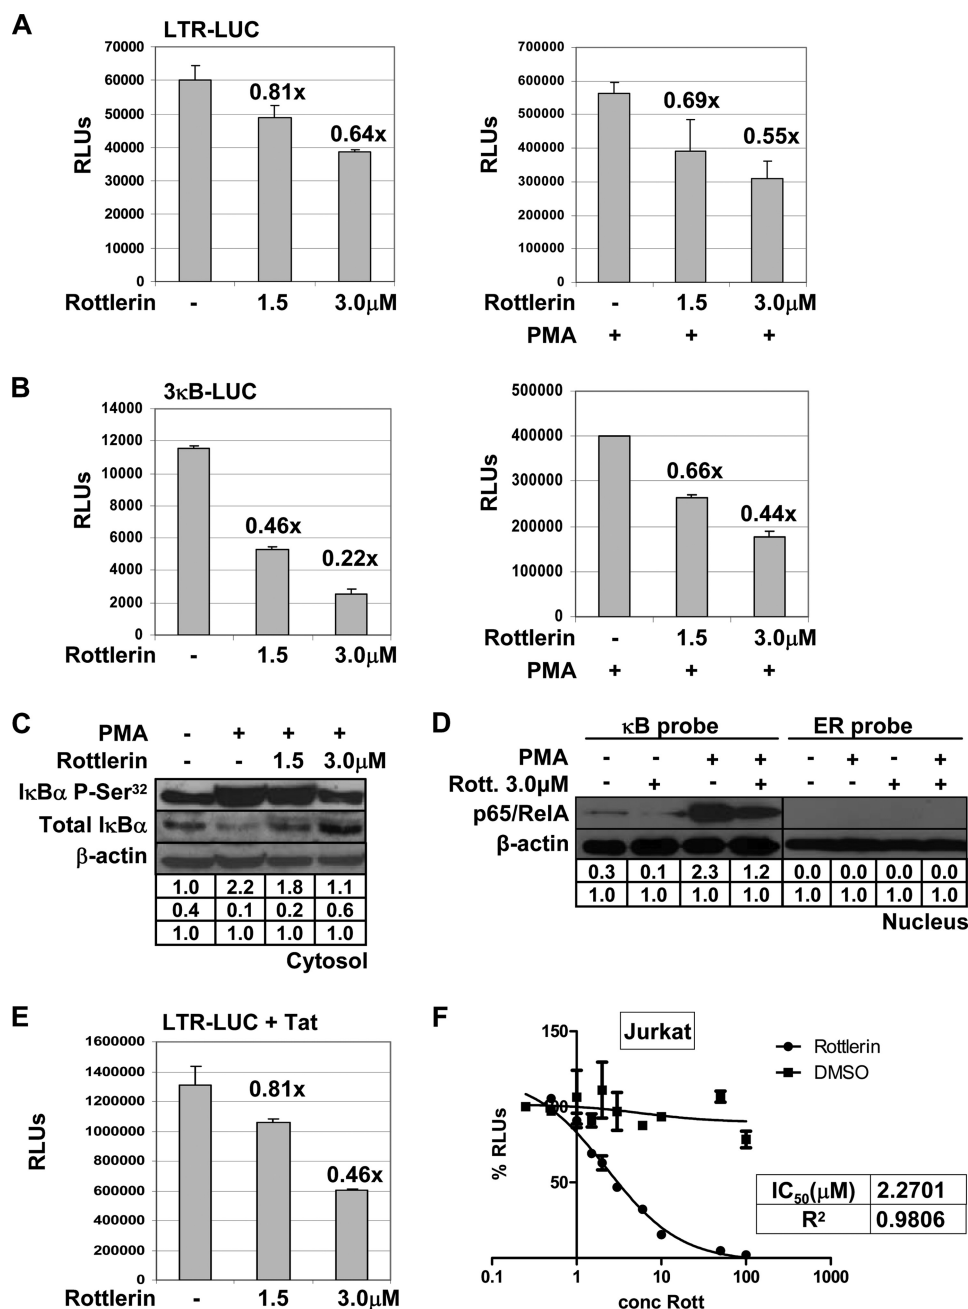 A
LTR-LUC
RLUs
70000
60000
50000
40000
30000
20000
10000
0
0.81x
0.64x
Rottlerin - 1.5 3.0µM
RLUs
700000
600000
500000
400000
300000
200000
100000
0
0.69x
0.55x
- 1.5 3.0µM
PMA + + +
B
3κB-LUC
RLUs
14000
12000
10000
8000
6000
4000
2000
0
0.46x
0.22x
Rottlerin - 1.5 3.0µM
RLUs
500000
400000
300000
200000
100000
0
0.66x
0.44x
Rottlerin - 1.5 3.0µM
PMA + + +
C
PMA - + + +
Rottlerin 1.5 3.0µM
IκBα P-Ser³²
Total IκBα
β-actin
1.0 2.2 1.8 1.1
0.4 0.1 0.2 0.6
1.0 1.0 1.0 1.0
Cytosol
D
κB probe ER probe
PMA - - + + - + - +
Rott. 3.0µM - + - + - - + +
p65/RelA
β-actin
0.3 0.1 2.3 1.2 0.0 0.0 0.0 0.0
1.0 1.0 1.0 1.0 1.0 1.0 1.0 1.0
Nucleus
E
LTR-LUC + Tat
RLUs
1600000
1400000
1200000
1000000
800000
600000
400000
200000
0
0.81x
0.46x
Rottlerin - 1.5 3.0µM
F
Jurkat
Rottlerin
DMSO
% RLUs
150
100
50
0.1 1 10 100 1000
conc Rott
IC₅₀(µM) 2.2701
R² 0.9806